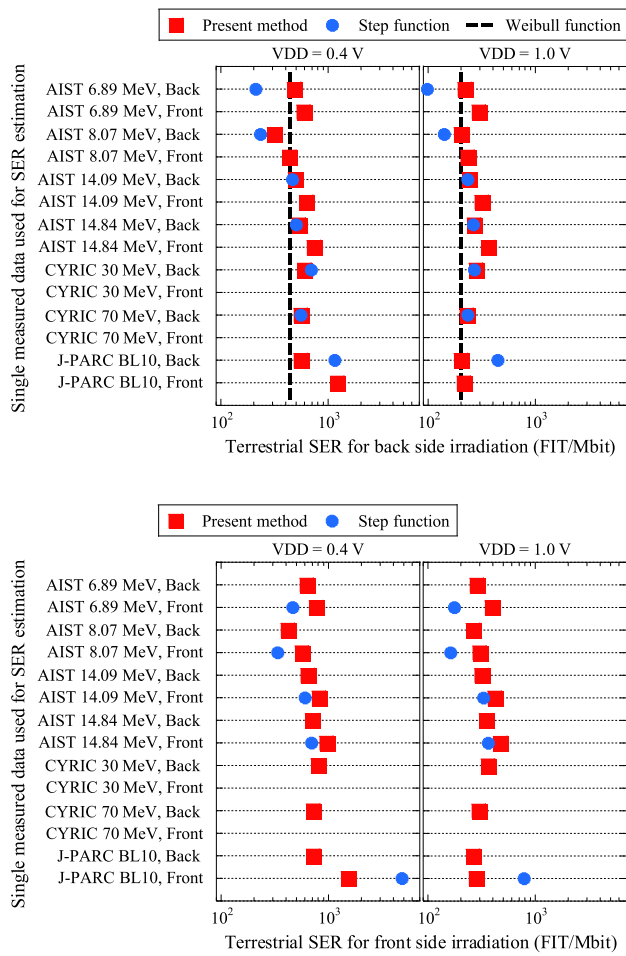 Present method Step function Weibull function
VDD = 0.4 V VDD = 1.0 V
Single measured data used for SER estimation
AIST 6.89 MeV, Back
AIST 6.89 MeV, Front
AIST 8.07 MeV, Back
AIST 8.07 MeV, Front
AIST 14.09 MeV, Back
AIST 14.09 MeV, Front
AIST 14.84 MeV, Back
AIST 14.84 MeV, Front
CYRIC 30 MeV, Back
CYRIC 30 MeV, Front
CYRIC 70 MeV, Back
CYRIC 70 MeV, Front
J-PARC BL10, Back
J-PARC BL10, Front
10² 10³ 10² 10³
Terrestrial SER for back side irradiation (FIT/Mbit)
Present method Step function
VDD = 0.4 V VDD = 1.0 V
Single measured data used for SER estimation
AIST 6.89 MeV, Back
AIST 6.89 MeV, Front
AIST 8.07 MeV, Back
AIST 8.07 MeV, Front
AIST 14.09 MeV, Back
AIST 14.09 MeV, Front
AIST 14.84 MeV, Back
AIST 14.84 MeV, Front
CYRIC 30 MeV, Back
CYRIC 30 MeV, Front
CYRIC 70 MeV, Back
CYRIC 70 MeV, Front
J-PARC BL10, Back
J-PARC BL10, Front
10² 10³ 10² 10³
Terrestrial SER for front side irradiation (FIT/Mbit)